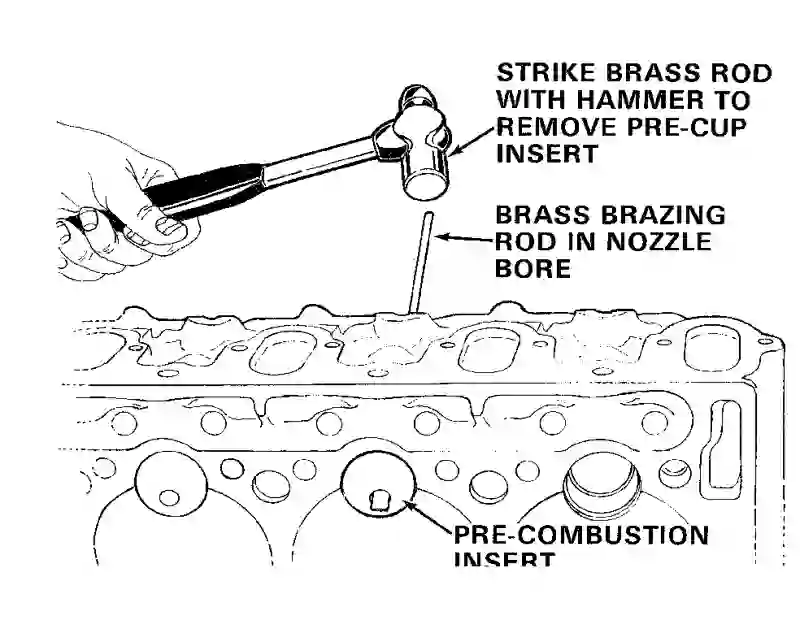 STRIKE BRASS ROD
WITH HAMMER TO
REMOVE PRE-CUP
INSERT
BRASS BRAZING
ROD IN NOZZLE
BORE
PRE-COMBUSTION
INSERT